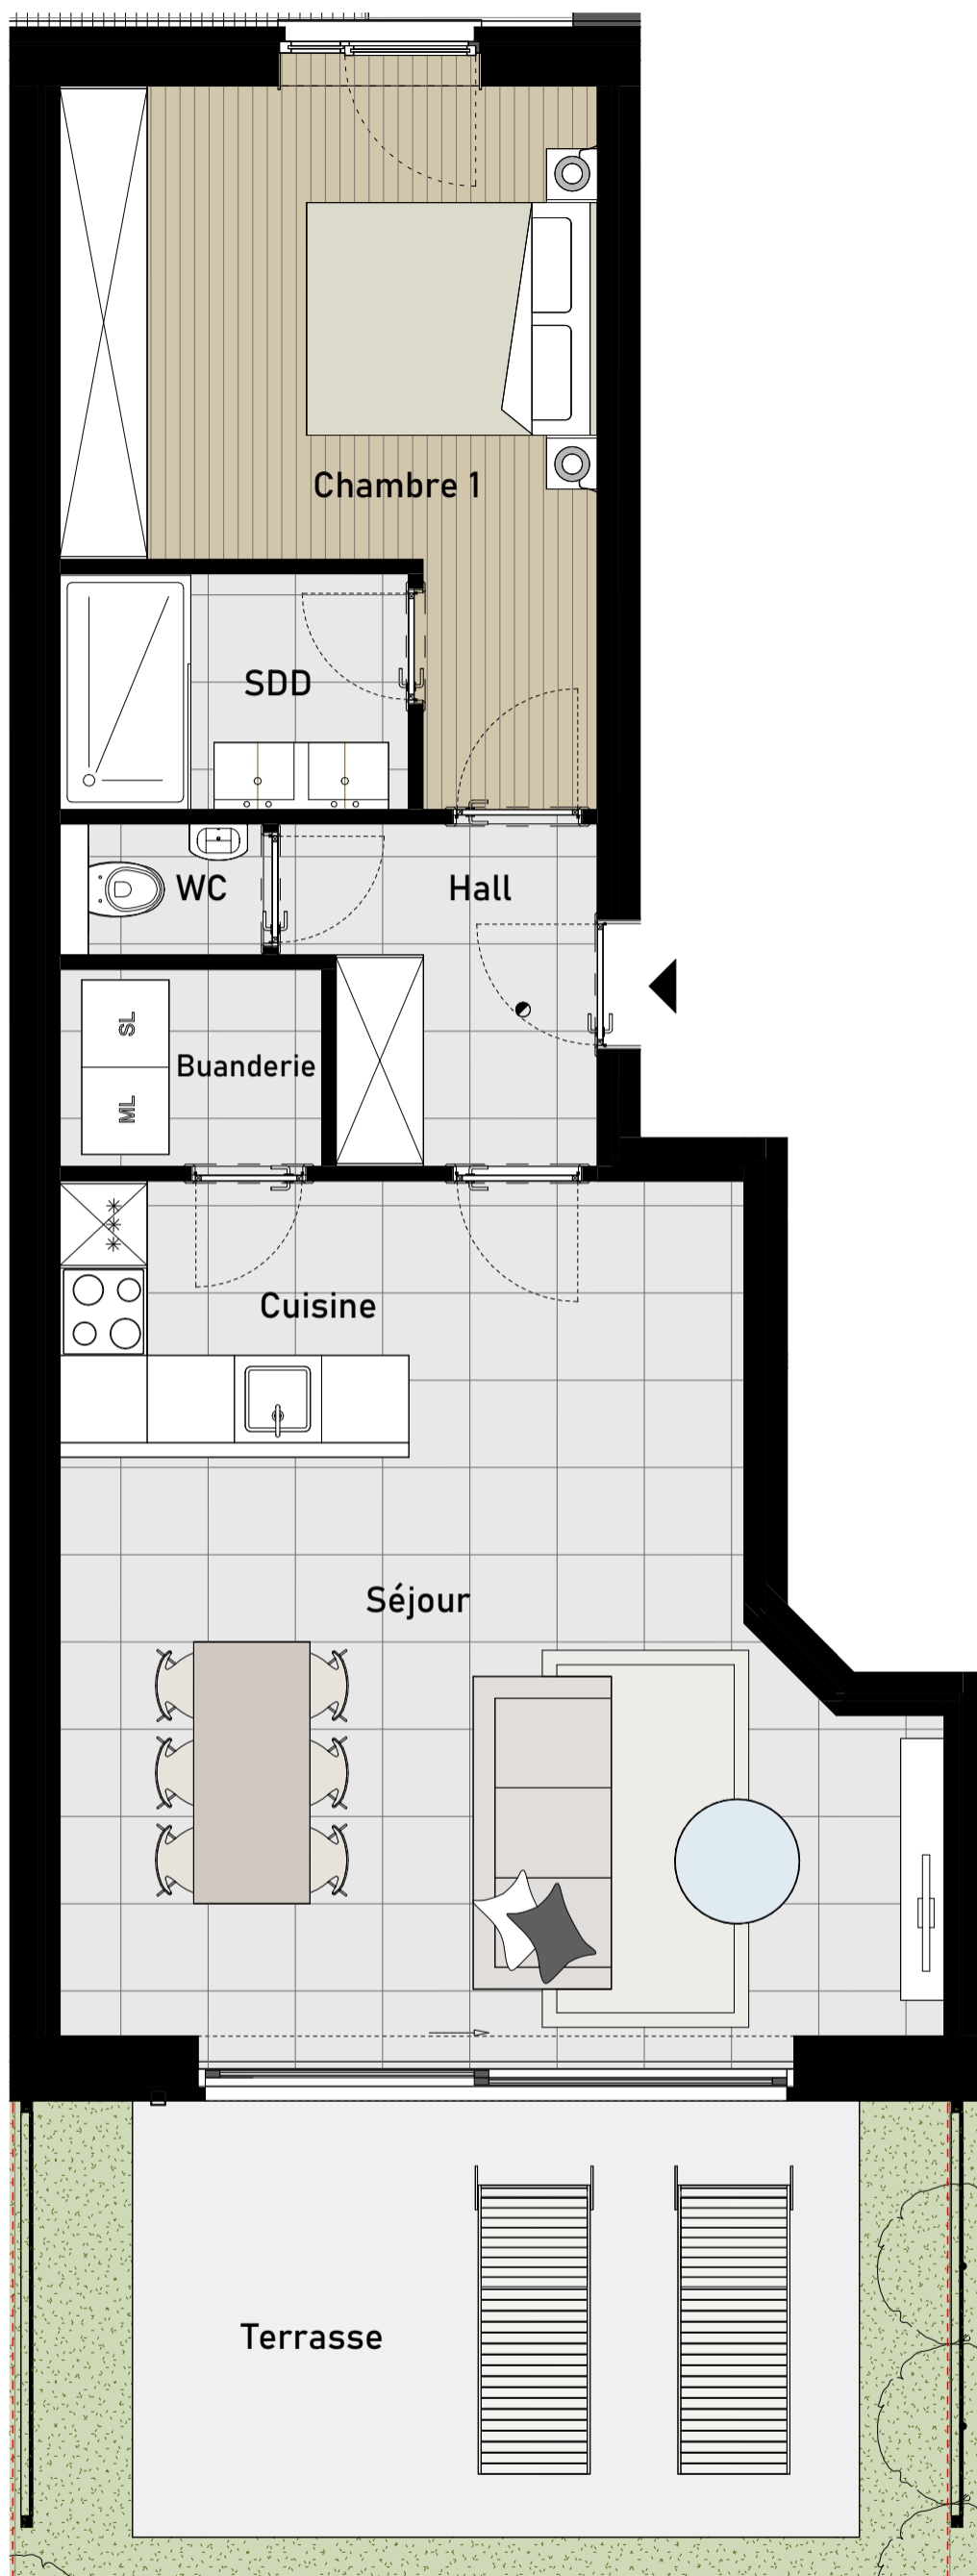 Chambre 1
SDD
WC
Hall
SL
Buanderie
ML
Cuisine
Séjour
Terrasse